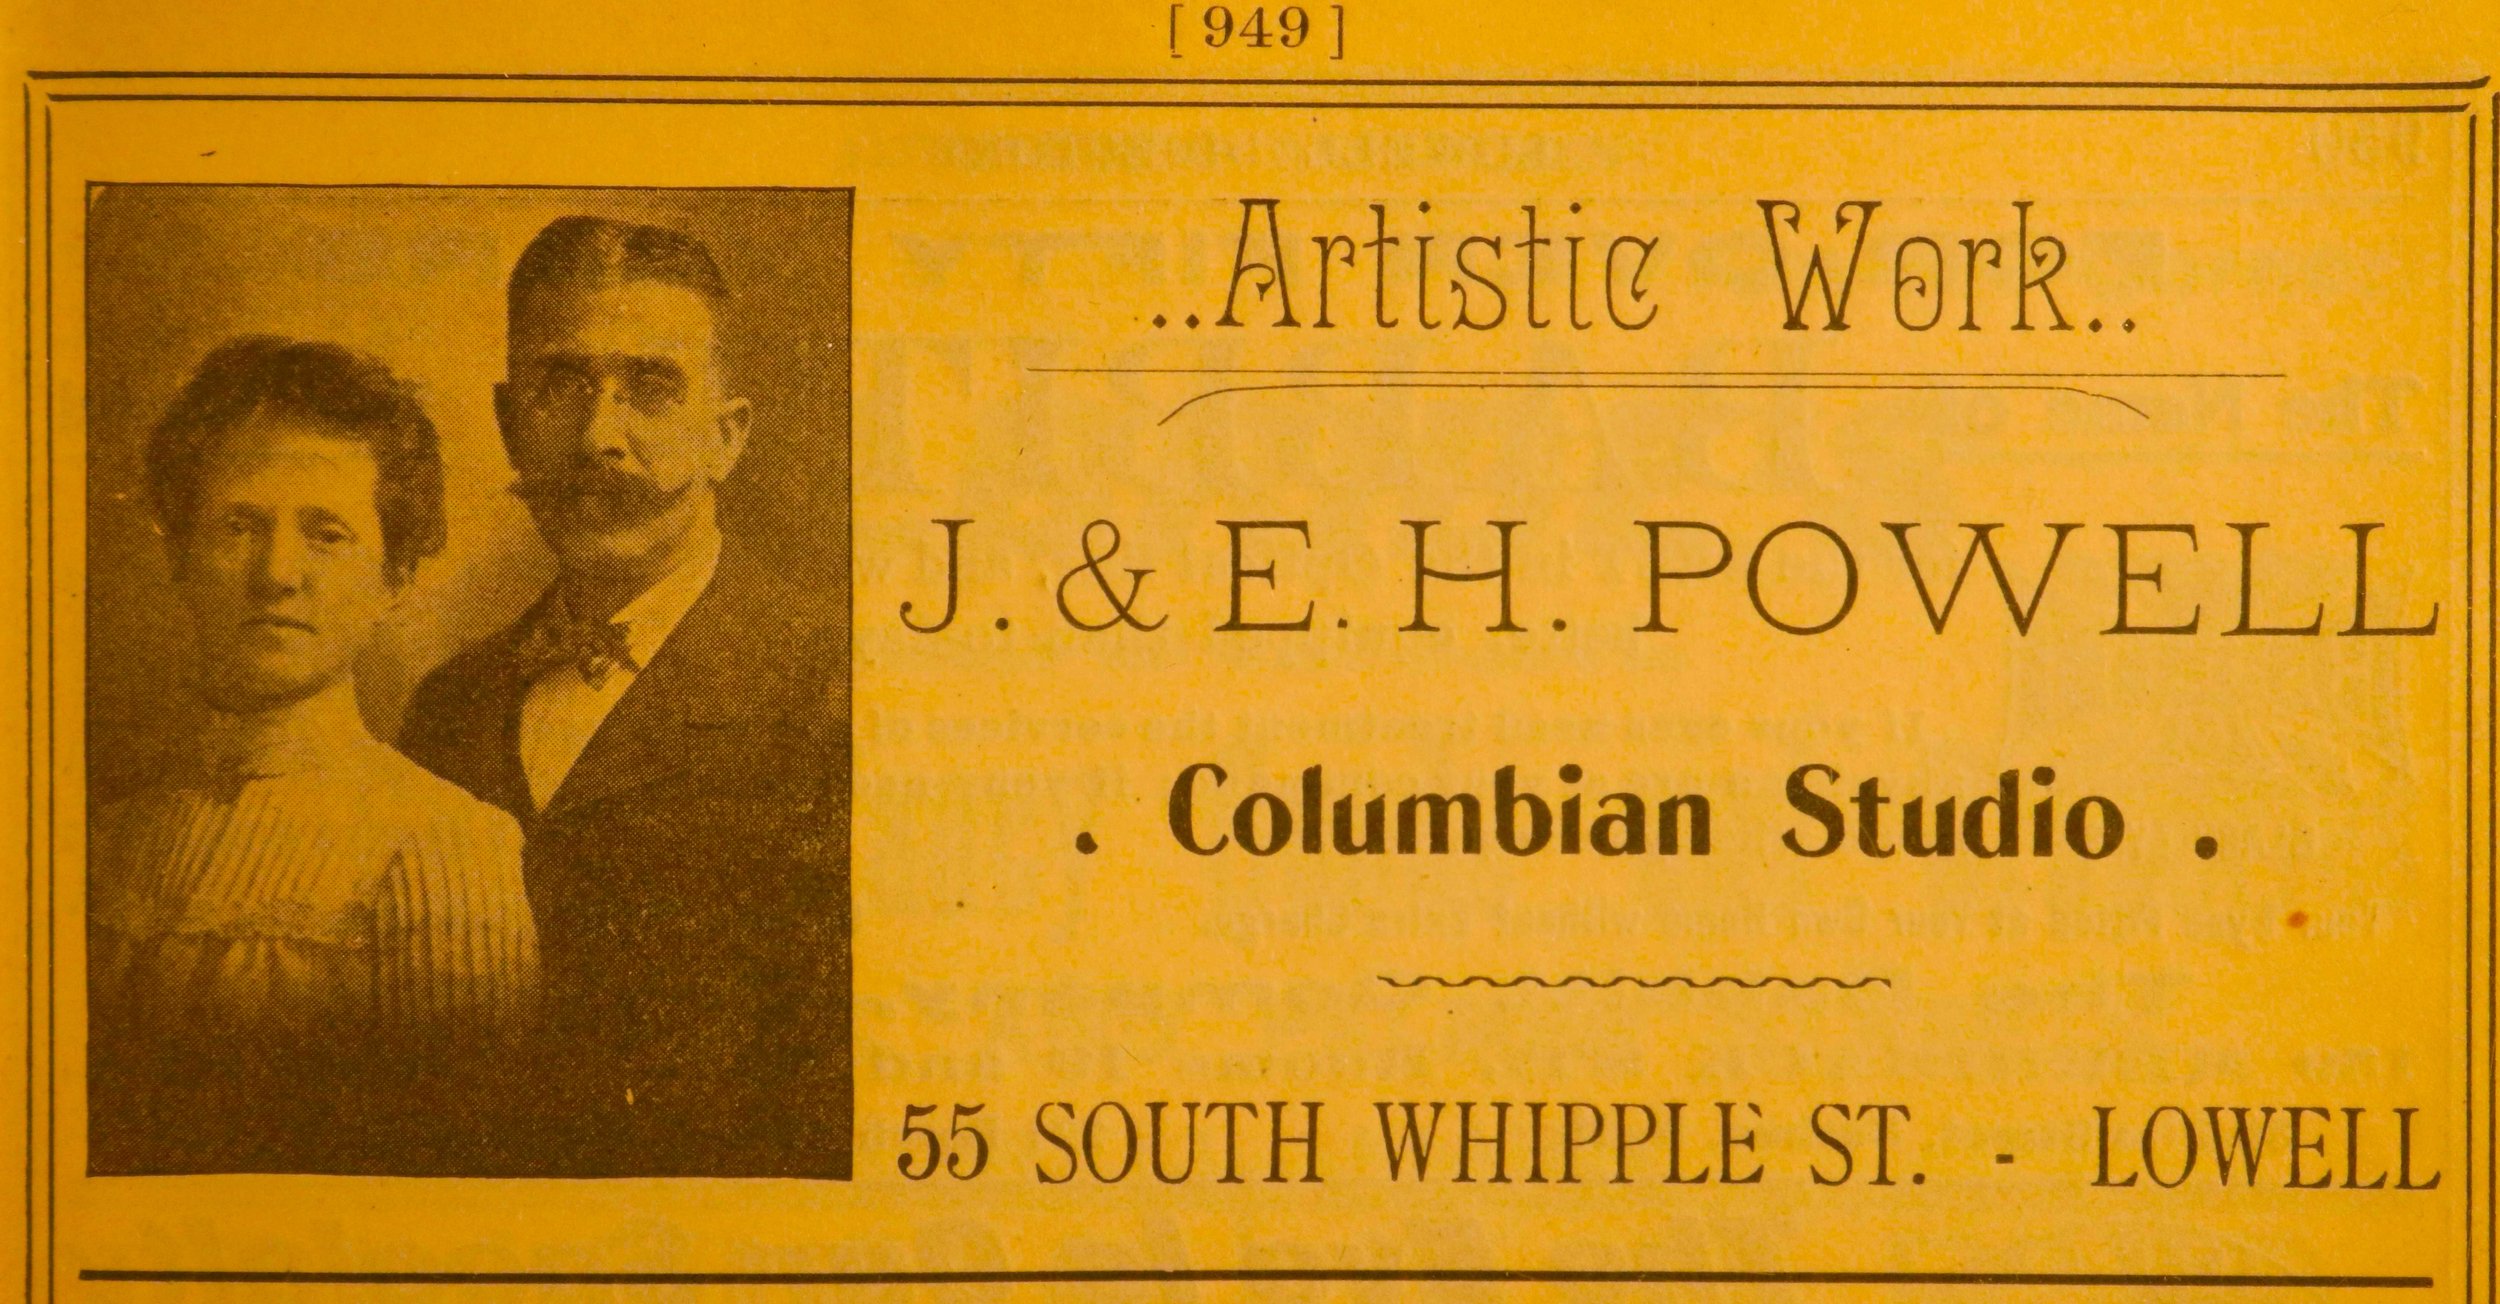 [ 949 ]
..Artistic Work..
J. & E. H. POWELL
. Columbian Studio .
55 SOUTH WHIPPLE ST. - LOWELL